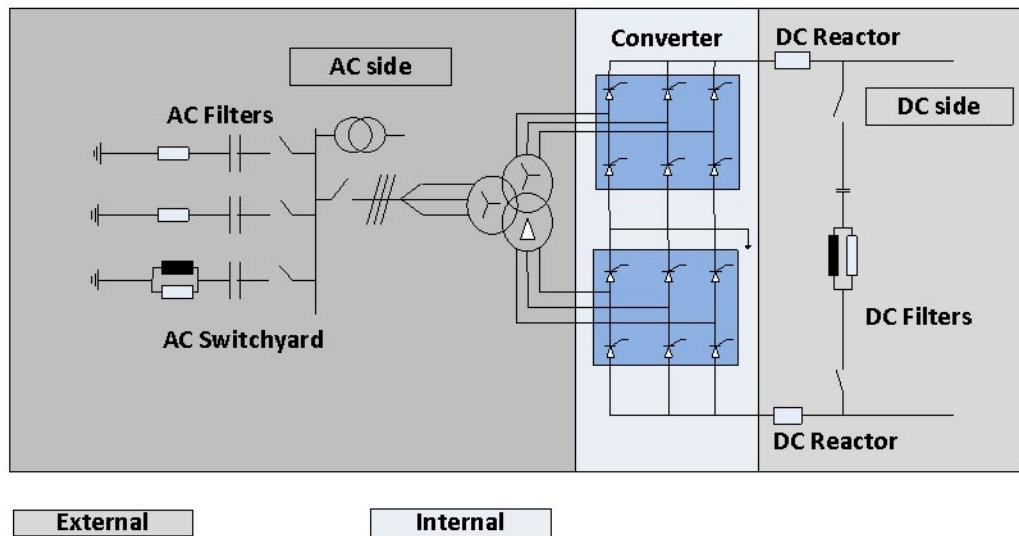 Converter
DC Reactor
AC side
DC side
AC Filters
DC Filters
AC Switchyard
DC Reactor
External
Internal